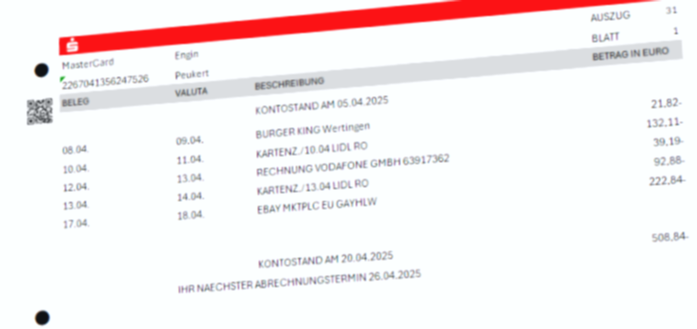 MasterCard Engin AUSZUG 31
2267041356247526 Peukert BLATT 1
BELEG VALUTA BESCHREIBUNG BETRAG IN EURO
KONTOSTAND AM 05.04.2025
08.04. 09.04. BURGER KING Wertingen 21,82-
10.04. 11.04. KARTENZ./10.04 LIDL RO 132,11-
12.04. 13.04. RECHNUNG VODAFONE GMBH 63917362 39,19-
13.04. 14.04. KARTENZ./13.04 LIDL RO 92,88-
17.04. 18.04. EBAY MKTPLC EU GAYHLW 222,84-
KONTOSTAND AM 20.04.2025 508,84-
IHR NAECHSTER ABRECHNUNGSTERMIN 26.04.2025